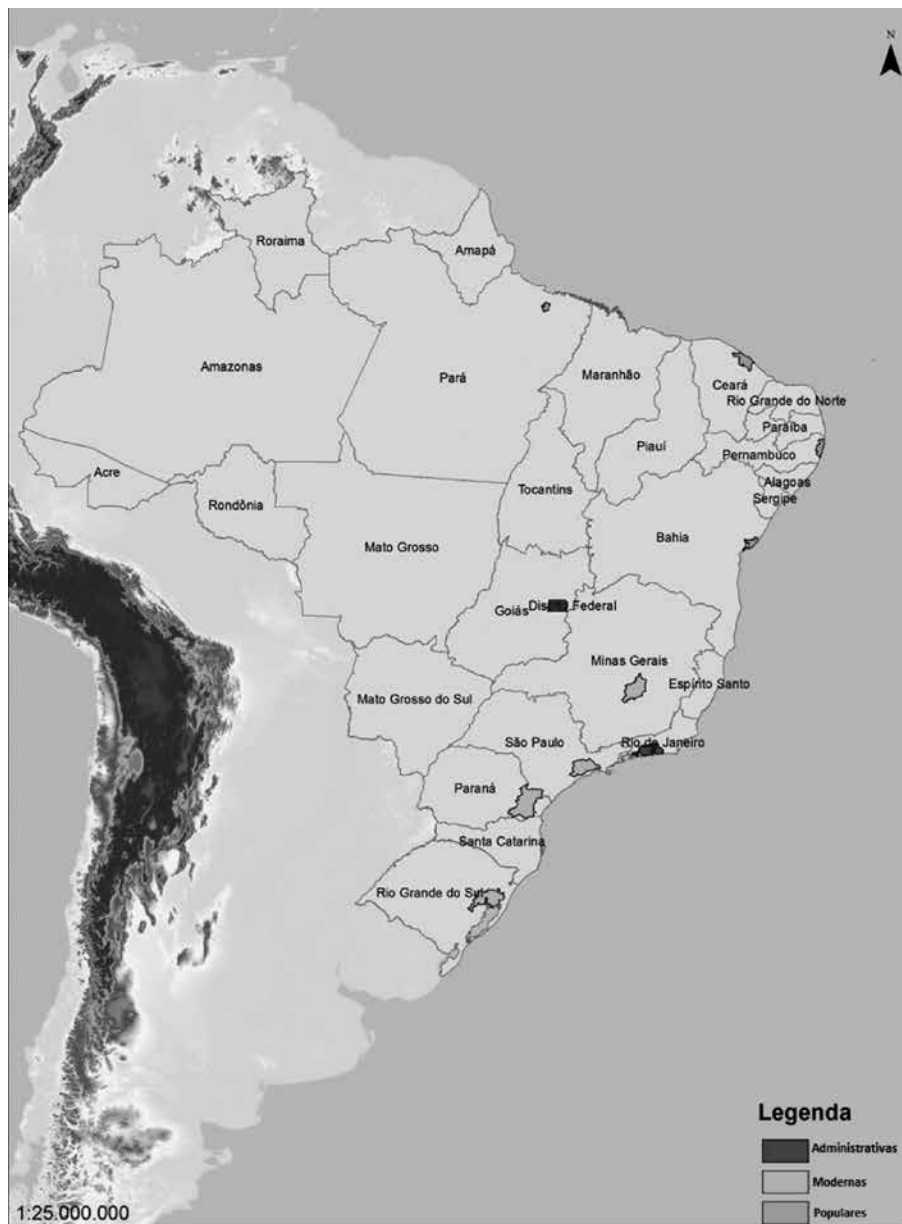 N
Roraima
Amapá
Amazonas
Pará
Maranhão
Ceará
Rio Grande do Norte
Paraíba
Piauí
Pernambuco
Acre
Alagoas
Tocantins
Sergipe
Rondônia
Bahia
Mato Grosso
Goiás
Distrito Federal
Minas Gerais
Espírito Santo
Mato Grosso do Sul
São Paulo
Rio de Janeiro
Paraná
Santa Catarina
Rio Grande do Sul
Legenda
Administrativas
Modernas
Populares
1:25.000.000